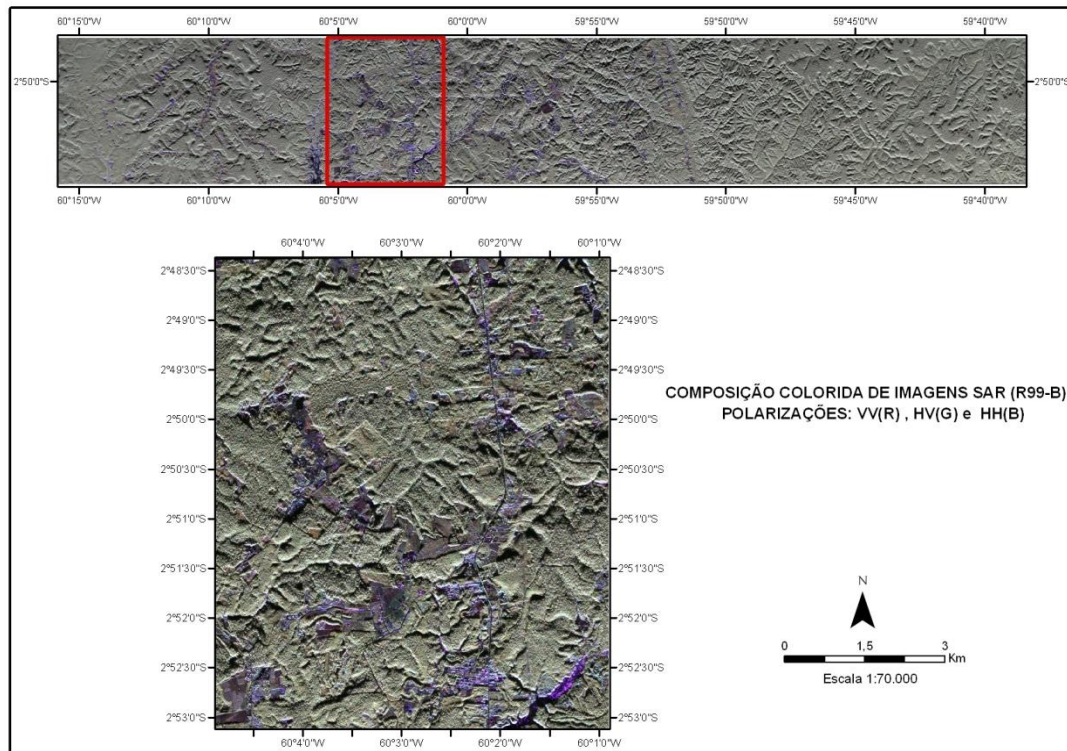 60°15'0"W 60°10'0"W 60°5'0"W 60°0'0"W 59°55'0"W 59°50'0"W 59°45'0"W 59°40'0"W
2°50'0"S 2°50'0"S
60°15'0"W 60°10'0"W 60°5'0"W 60°0'0"W 59°55'0"W 59°50'0"W 59°45'0"W 59°40'0"W
60°4'0"W 60°3'0"W 60°2'0"W 60°1'0"W
2°48'30"S 2°48'30"S
2°49'0"S 2°49'0"S
2°49'30"S 2°49'30"S
2°50'0"S 2°50'0"S
2°50'30"S 2°50'30"S
2°51'0"S 2°51'0"S
2°51'30"S 2°51'30"S
2°52'0"S 2°52'0"S
2°52'30"S 2°52'30"S
2°53'0"S 2°53'0"S
60°4'0"W 60°3'0"W 60°2'0"W 60°1'0"W
COMPOSIÇÃO COLORIDA DE IMAGENS SAR (R99-B)
POLARIZAÇÕES: VV(R) , HV(G) e HH(B)
N
0 1,5 3
Km
Escala 1:70.000